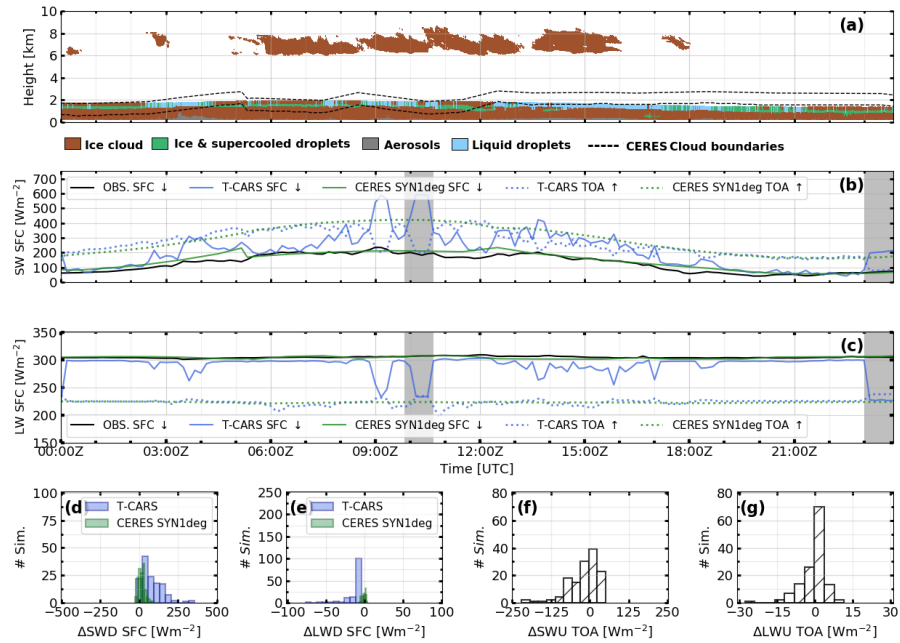 (a)
Height [km]
10
8
6
4
2
0
Ice cloud Ice & supercooled droplets Aerosols Liquid droplets CERES Cloud boundaries
(b)
SW SFC [Wm−2]
700
600
500
400
300
200
100
0
OBS. SFC ↓ T-CARS SFC ↓ CERES SYN1deg SFC ↓ T-CARS TOA ↑ CERES SYN1deg TOA ↑
(c)
LW SFC [Wm−2]
350
300
250
200
150
OBS. SFC ↓ T-CARS SFC ↓ CERES SYN1deg SFC ↓ T-CARS TOA ↑ CERES SYN1deg TOA ↑
00:00Z 03:00Z 06:00Z 09:00Z 12:00Z 15:00Z 18:00Z 21:00Z
Time [UTC]
(d)
# Sim.
100
75
50
25
0
T-CARS
CERES SYN1deg
−500 −250 0 250 500
ΔSWD SFC [Wm−2]
(e)
# Sim.
250
200
150
100
50
0
T-CARS
CERES SYN1deg
−100 −50 0 50 100
ΔLWD SFC [Wm−2]
(f)
# Sim.
80
60
40
20
0
−250 −125 0 125 250
ΔSWU TOA [Wm−2]
(g)
# Sim.
80
60
40
20
0
−30 −15 0 15 30
ΔLWU TOA [Wm−2]